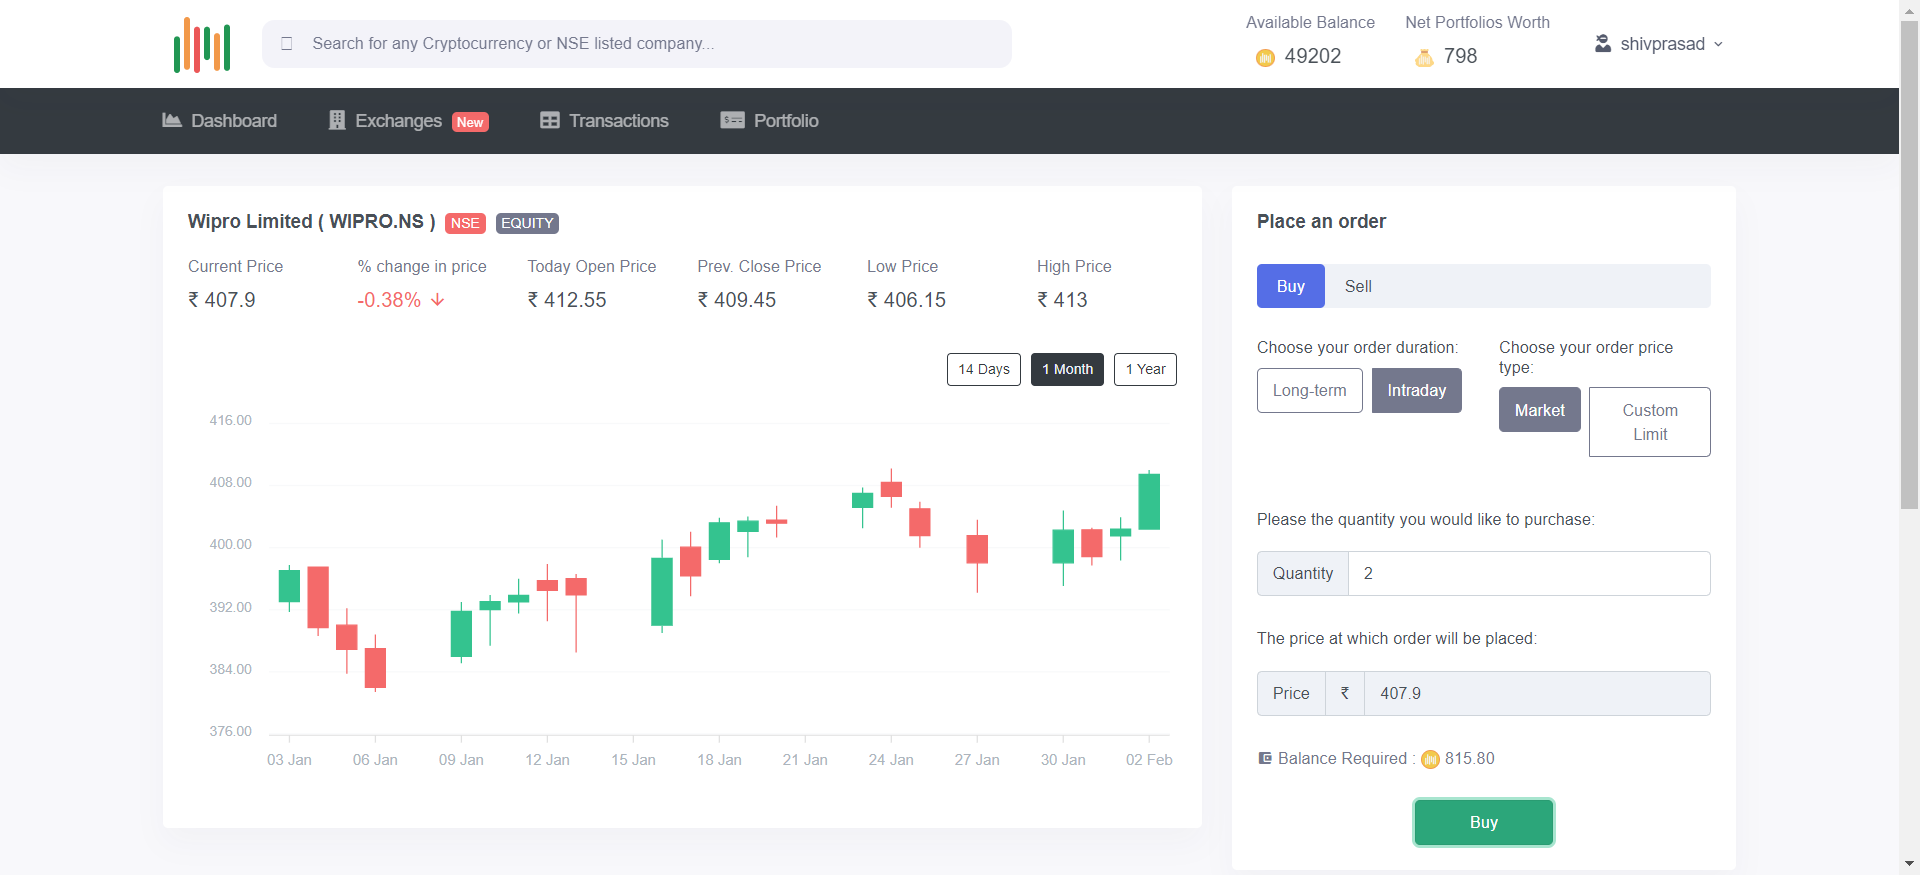 Search for any Cryptocurrency or NSE listed company...
Available Balance
49202
Net Portfolios Worth
798
shivprasad
Dashboard
Exchanges New
Transactions
Portfolio
Wipro Limited ( WIPRO.NS ) NSE EQUITY
Current Price
₹ 407.9
% change in price
-0.38%
Today Open Price
₹ 412.55
Prev. Close Price
₹ 409.45
Low Price
₹ 406.15
High Price
₹ 413
14 Days
1 Month
1 Year
416.00
408.00
400.00
392.00
384.00
376.00
03 Jan
06 Jan
09 Jan
12 Jan
15 Jan
18 Jan
21 Jan
24 Jan
27 Jan
30 Jan
02 Feb
Place an order
Buy
Sell
Choose your order duration:
Long-term
Intraday
Choose your order price
type:
Market
Custom
Limit
Please the quantity you would like to purchase:
Quantity
2
The price at which order will be placed:
Price
₹
407.9
Balance Required : 815.80
Buy